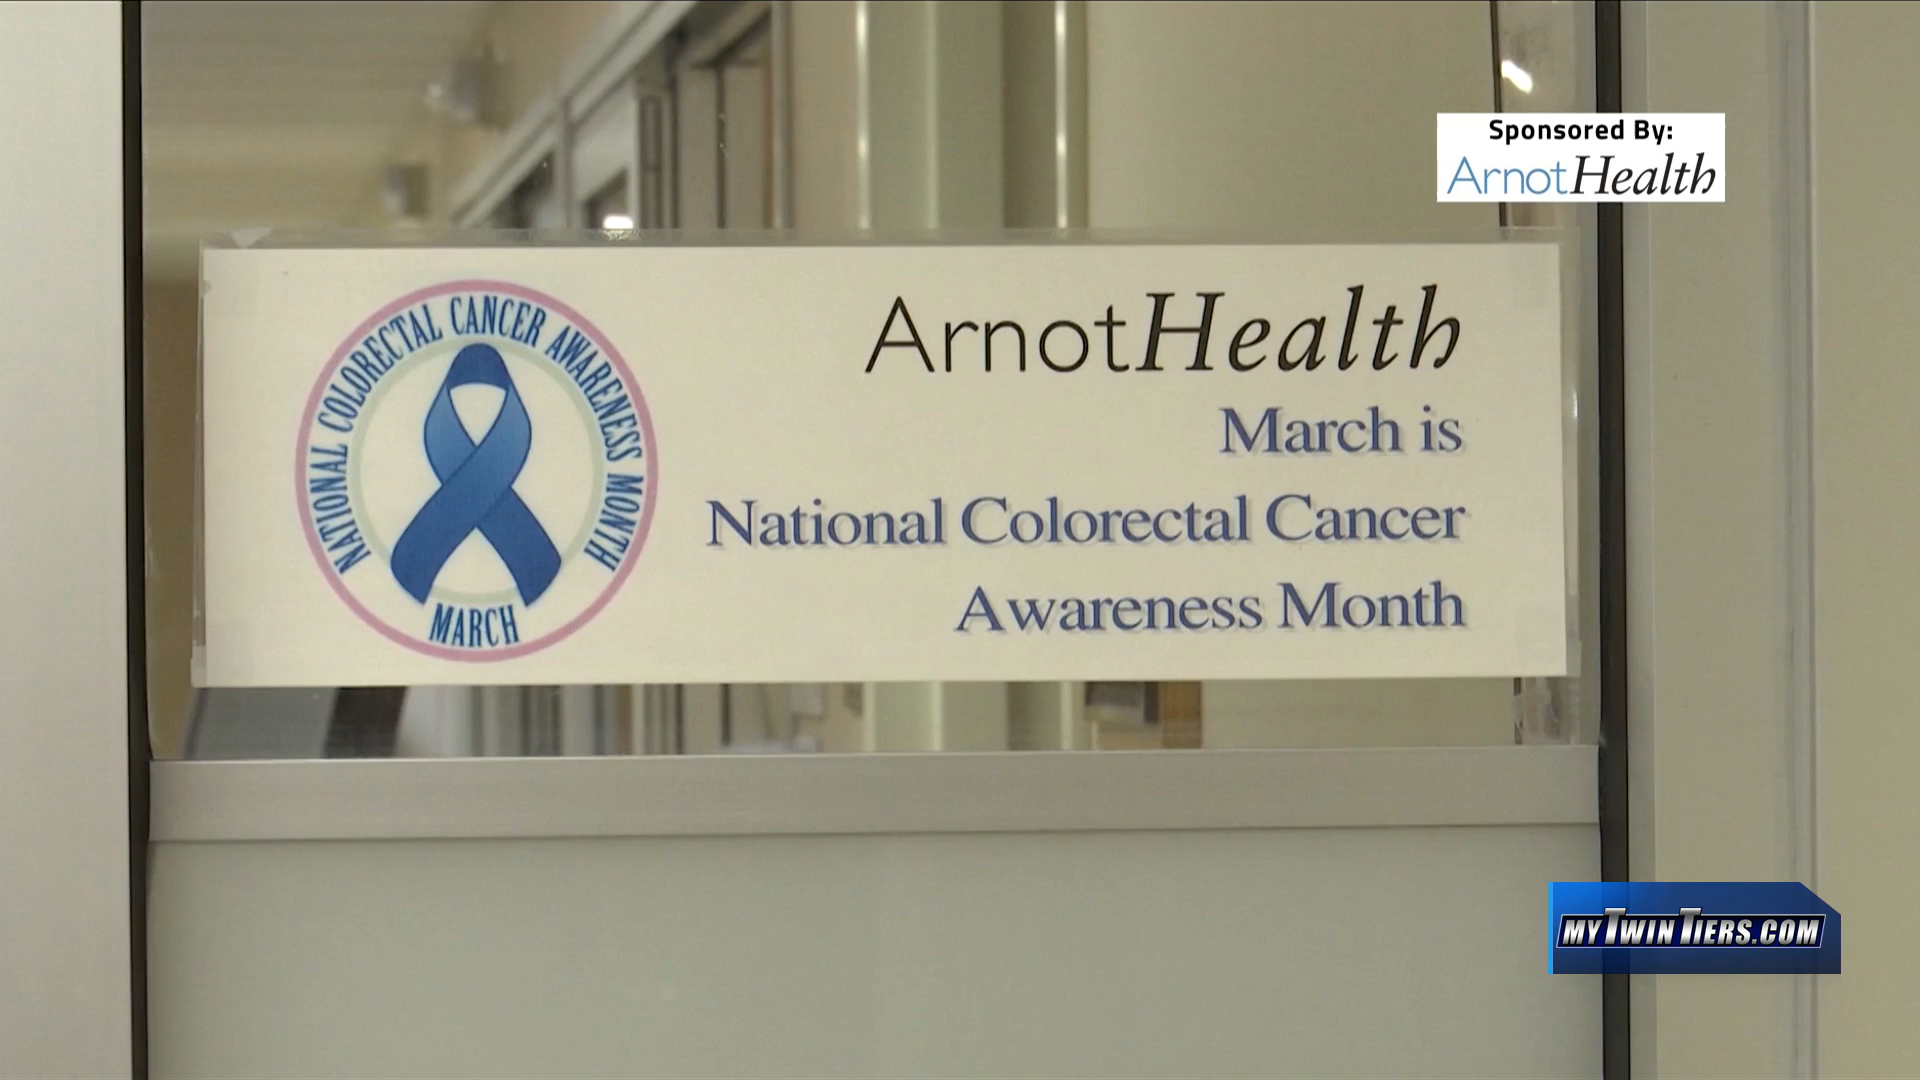 Sponsored By:
ArnotHealth
NATIONAL COLORECTAL CANCER AWARENESS MONTH
MARCH
ArnotHealth
March is
National Colorectal Cancer
Awareness Month
MYTWINTIERS.COM